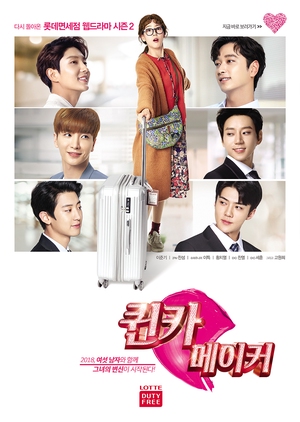 다시 돌아온 롯데면세점 웹드라마 시즌 2
지금 바로 보러가기 >>
퀸카
메이커
2018, 여섯 남자와 함께
그녀의 변신이 시작된다!
LOTTE
DUTY
FREE